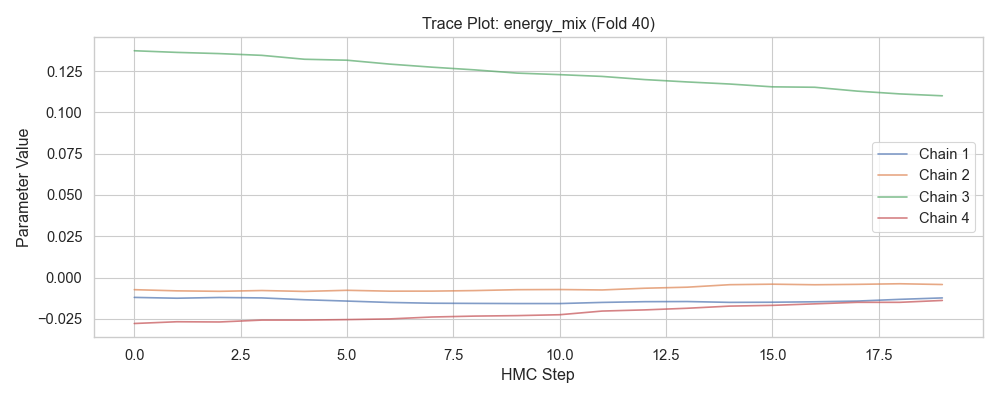 Trace Plot: energy_mix (Fold 40)
Parameter Value
0.125
0.100
0.075
0.050
0.025
0.000
−0.025
Chain 1
Chain 2
Chain 3
Chain 4
0.0 2.5 5.0 7.5 10.0 12.5 15.0 17.5
HMC Step